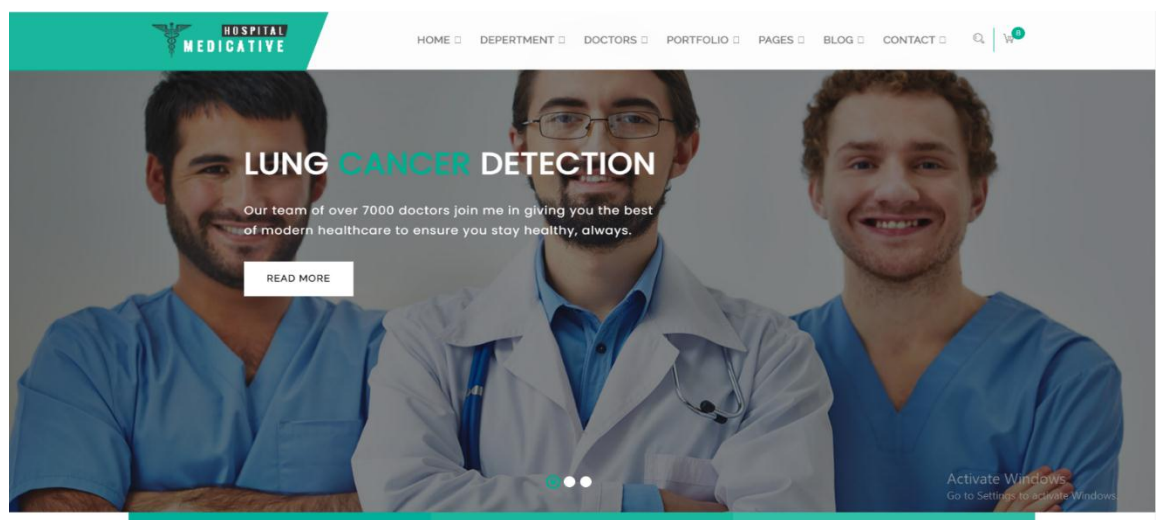 HOSPITAL
MEDICATIVE
HOME DEPERTMENT DOCTORS PORTFOLIO PAGES BLOG CONTACT
LUNG CANCER DETECTION
Our team of over 7000 doctors join me in giving you the best
of modern healthcare to ensure you stay healthy, always.
READ MORE
Activate Windows
Go to Settings to activate Windows.